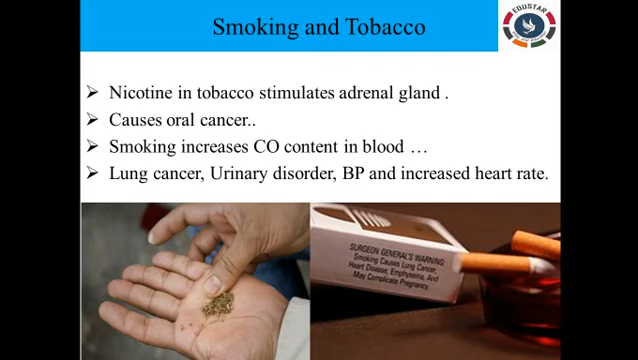 Smoking and Tobacco
EDUSTAR
➢ Nicotine in tobacco stimulates adrenal gland .
➢ Causes oral cancer..
➢ Smoking increases CO content in blood …
➢ Lung cancer, Urinary disorder, BP and increased heart rate.
SURGEON GENERAL'S WARNING:
Smoking Causes Lung Cancer,
Heart Disease, Emphysema, And
May Complicate Pregnancy.